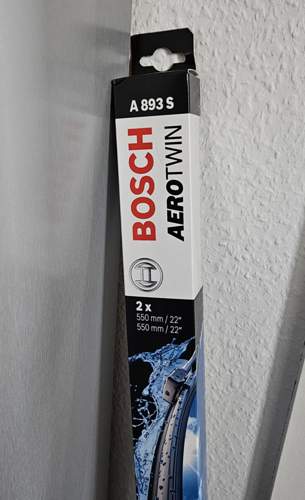 A 893 S
BOSCH
AEROTWIN
2 x
550 mm / 22"
550 mm / 22"